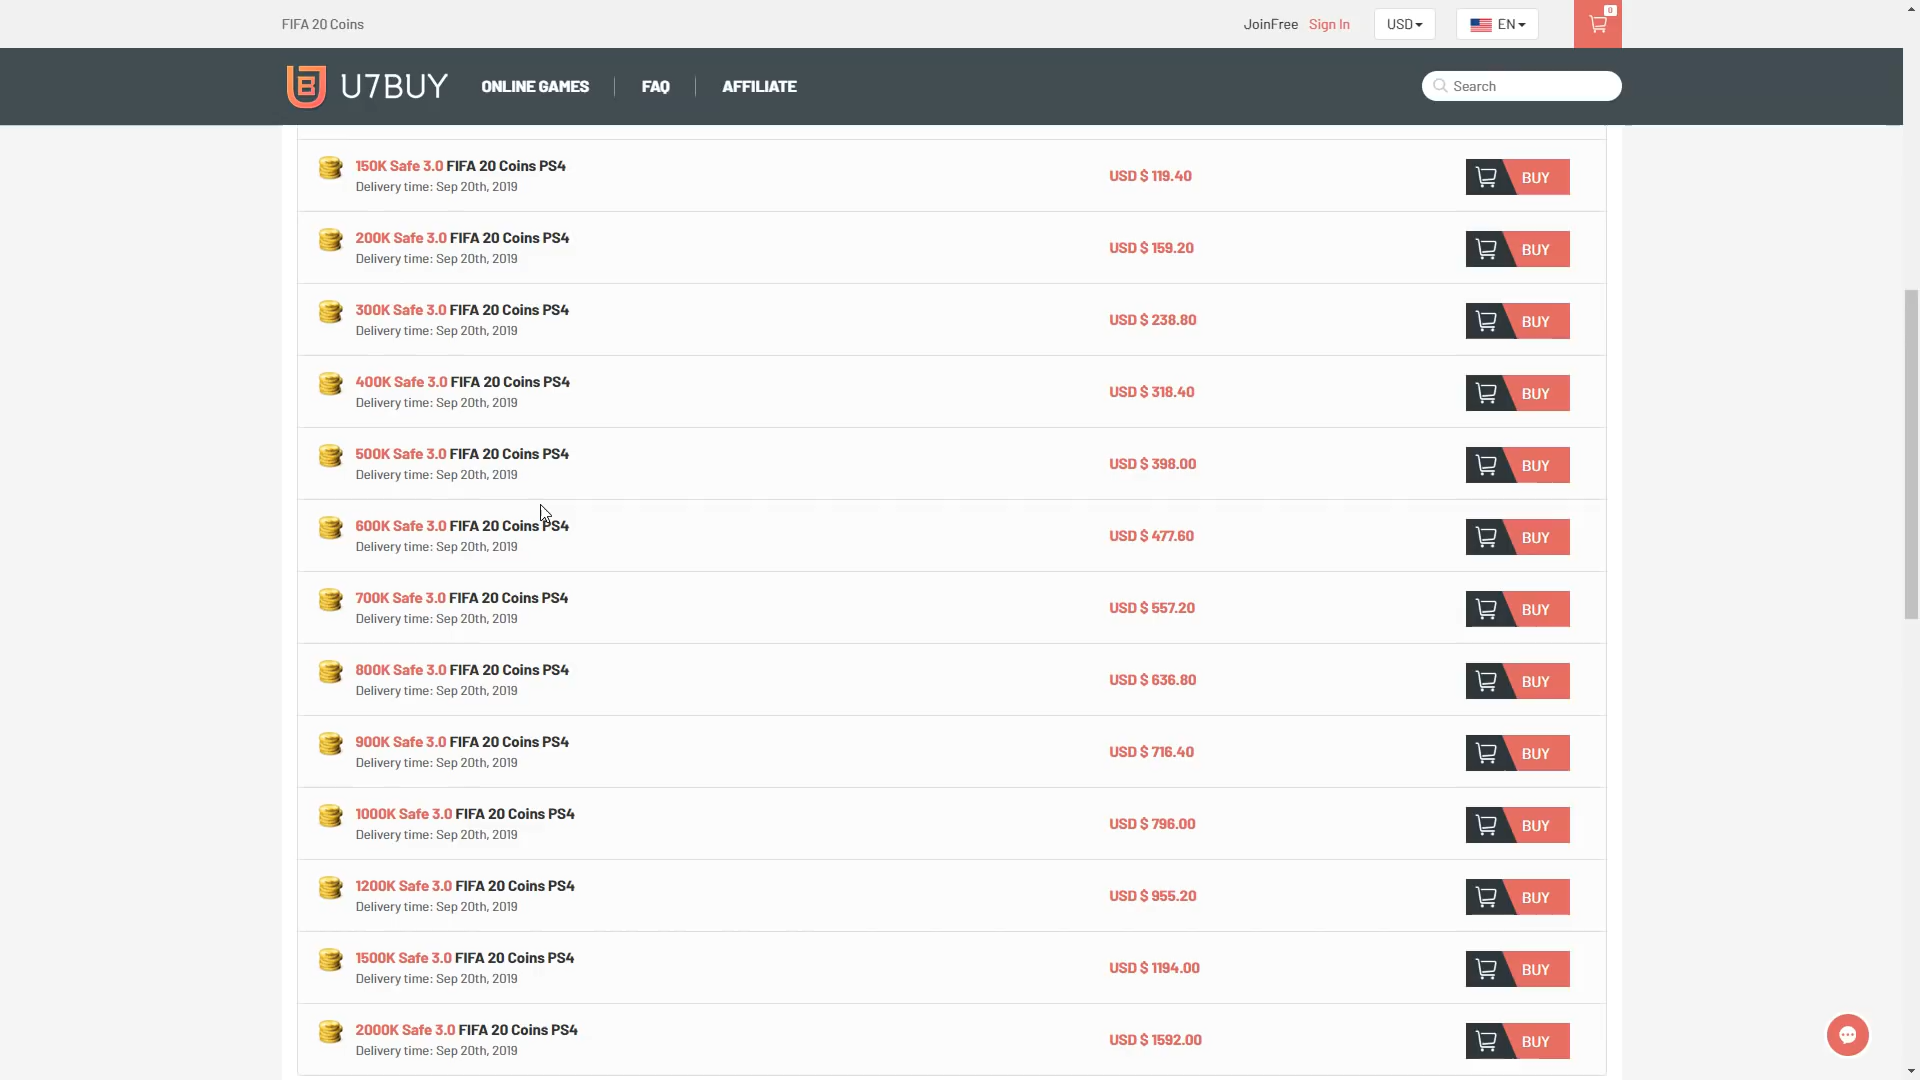 FIFA 20 Coins
JoinFree Sign In USD EN 0
U7BUY ONLINE GAMES FAQ AFFILIATE Search
150K Safe 3.0 FIFA 20 Coins PS4
Delivery time: Sep 20th, 2019
USD $ 119.40
BUY
200K Safe 3.0 FIFA 20 Coins PS4
Delivery time: Sep 20th, 2019
USD $ 159.20
BUY
300K Safe 3.0 FIFA 20 Coins PS4
Delivery time: Sep 20th, 2019
USD $ 238.80
BUY
400K Safe 3.0 FIFA 20 Coins PS4
Delivery time: Sep 20th, 2019
USD $ 318.40
BUY
500K Safe 3.0 FIFA 20 Coins PS4
Delivery time: Sep 20th, 2019
USD $ 398.00
BUY
600K Safe 3.0 FIFA 20 Coins PS4
Delivery time: Sep 20th, 2019
USD $ 477.60
BUY
700K Safe 3.0 FIFA 20 Coins PS4
Delivery time: Sep 20th, 2019
USD $ 557.20
BUY
800K Safe 3.0 FIFA 20 Coins PS4
Delivery time: Sep 20th, 2019
USD $ 636.80
BUY
900K Safe 3.0 FIFA 20 Coins PS4
Delivery time: Sep 20th, 2019
USD $ 716.40
BUY
1000K Safe 3.0 FIFA 20 Coins PS4
Delivery time: Sep 20th, 2019
USD $ 796.00
BUY
1200K Safe 3.0 FIFA 20 Coins PS4
Delivery time: Sep 20th, 2019
USD $ 955.20
BUY
1500K Safe 3.0 FIFA 20 Coins PS4
Delivery time: Sep 20th, 2019
USD $ 1194.00
BUY
2000K Safe 3.0 FIFA 20 Coins PS4
Delivery time: Sep 20th, 2019
USD $ 1592.00
BUY